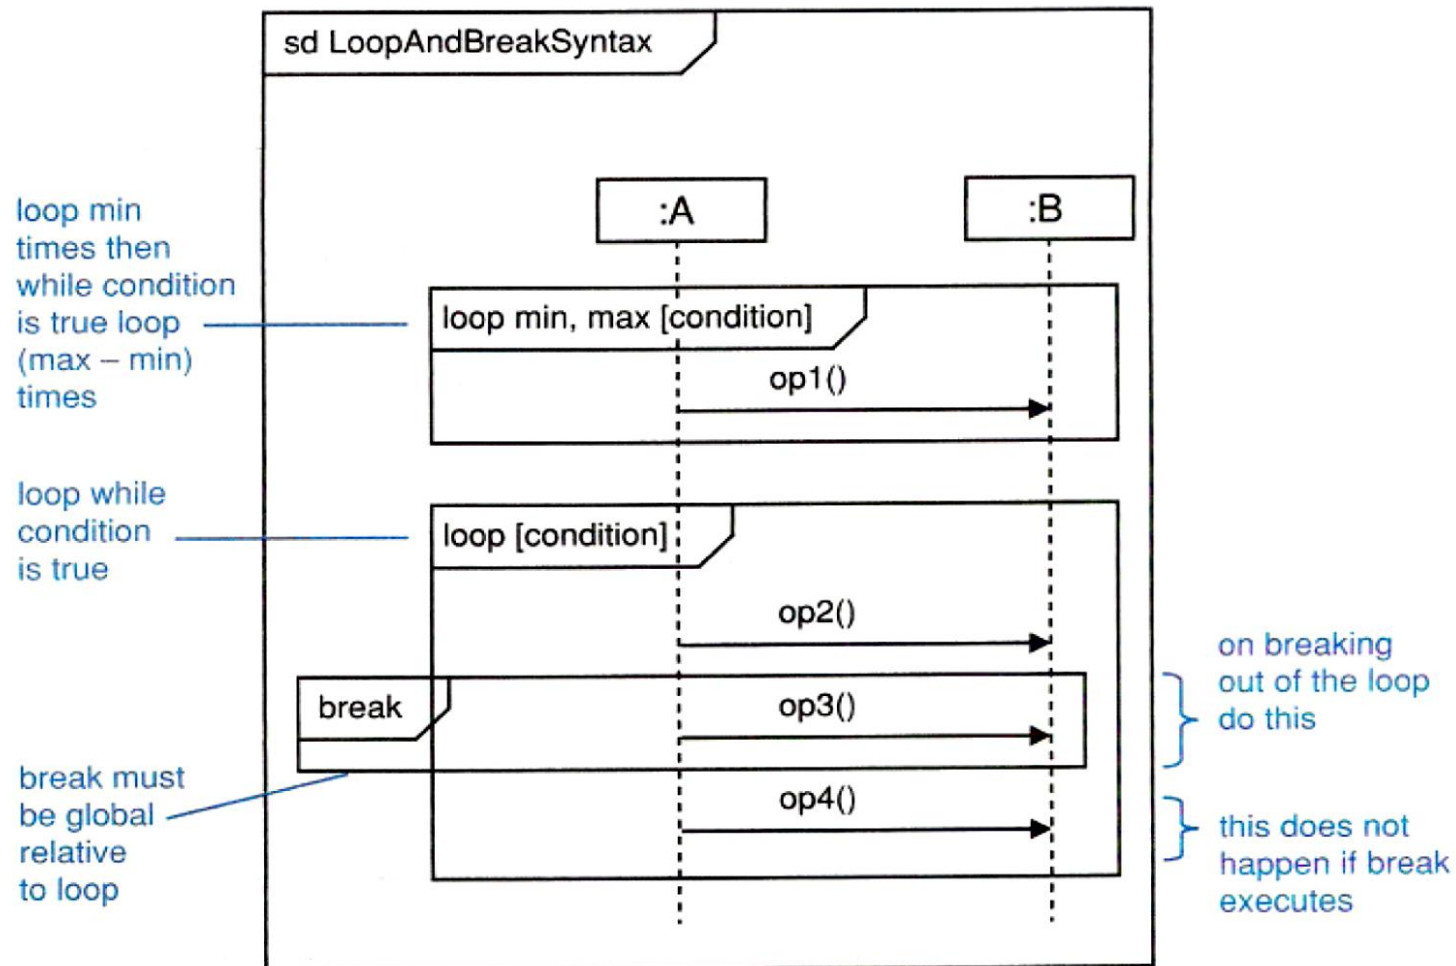 sd LoopAndBreakSyntax
:A
:B
loop min
times then
while condition
is true loop
(max – min)
times
loop min, max [condition]
op1()
loop while
condition
is true
loop [condition]
op2()
break
op3()
on breaking
out of the loop
do this
break must
be global
relative
to loop
op4()
this does not
happen if break
executes